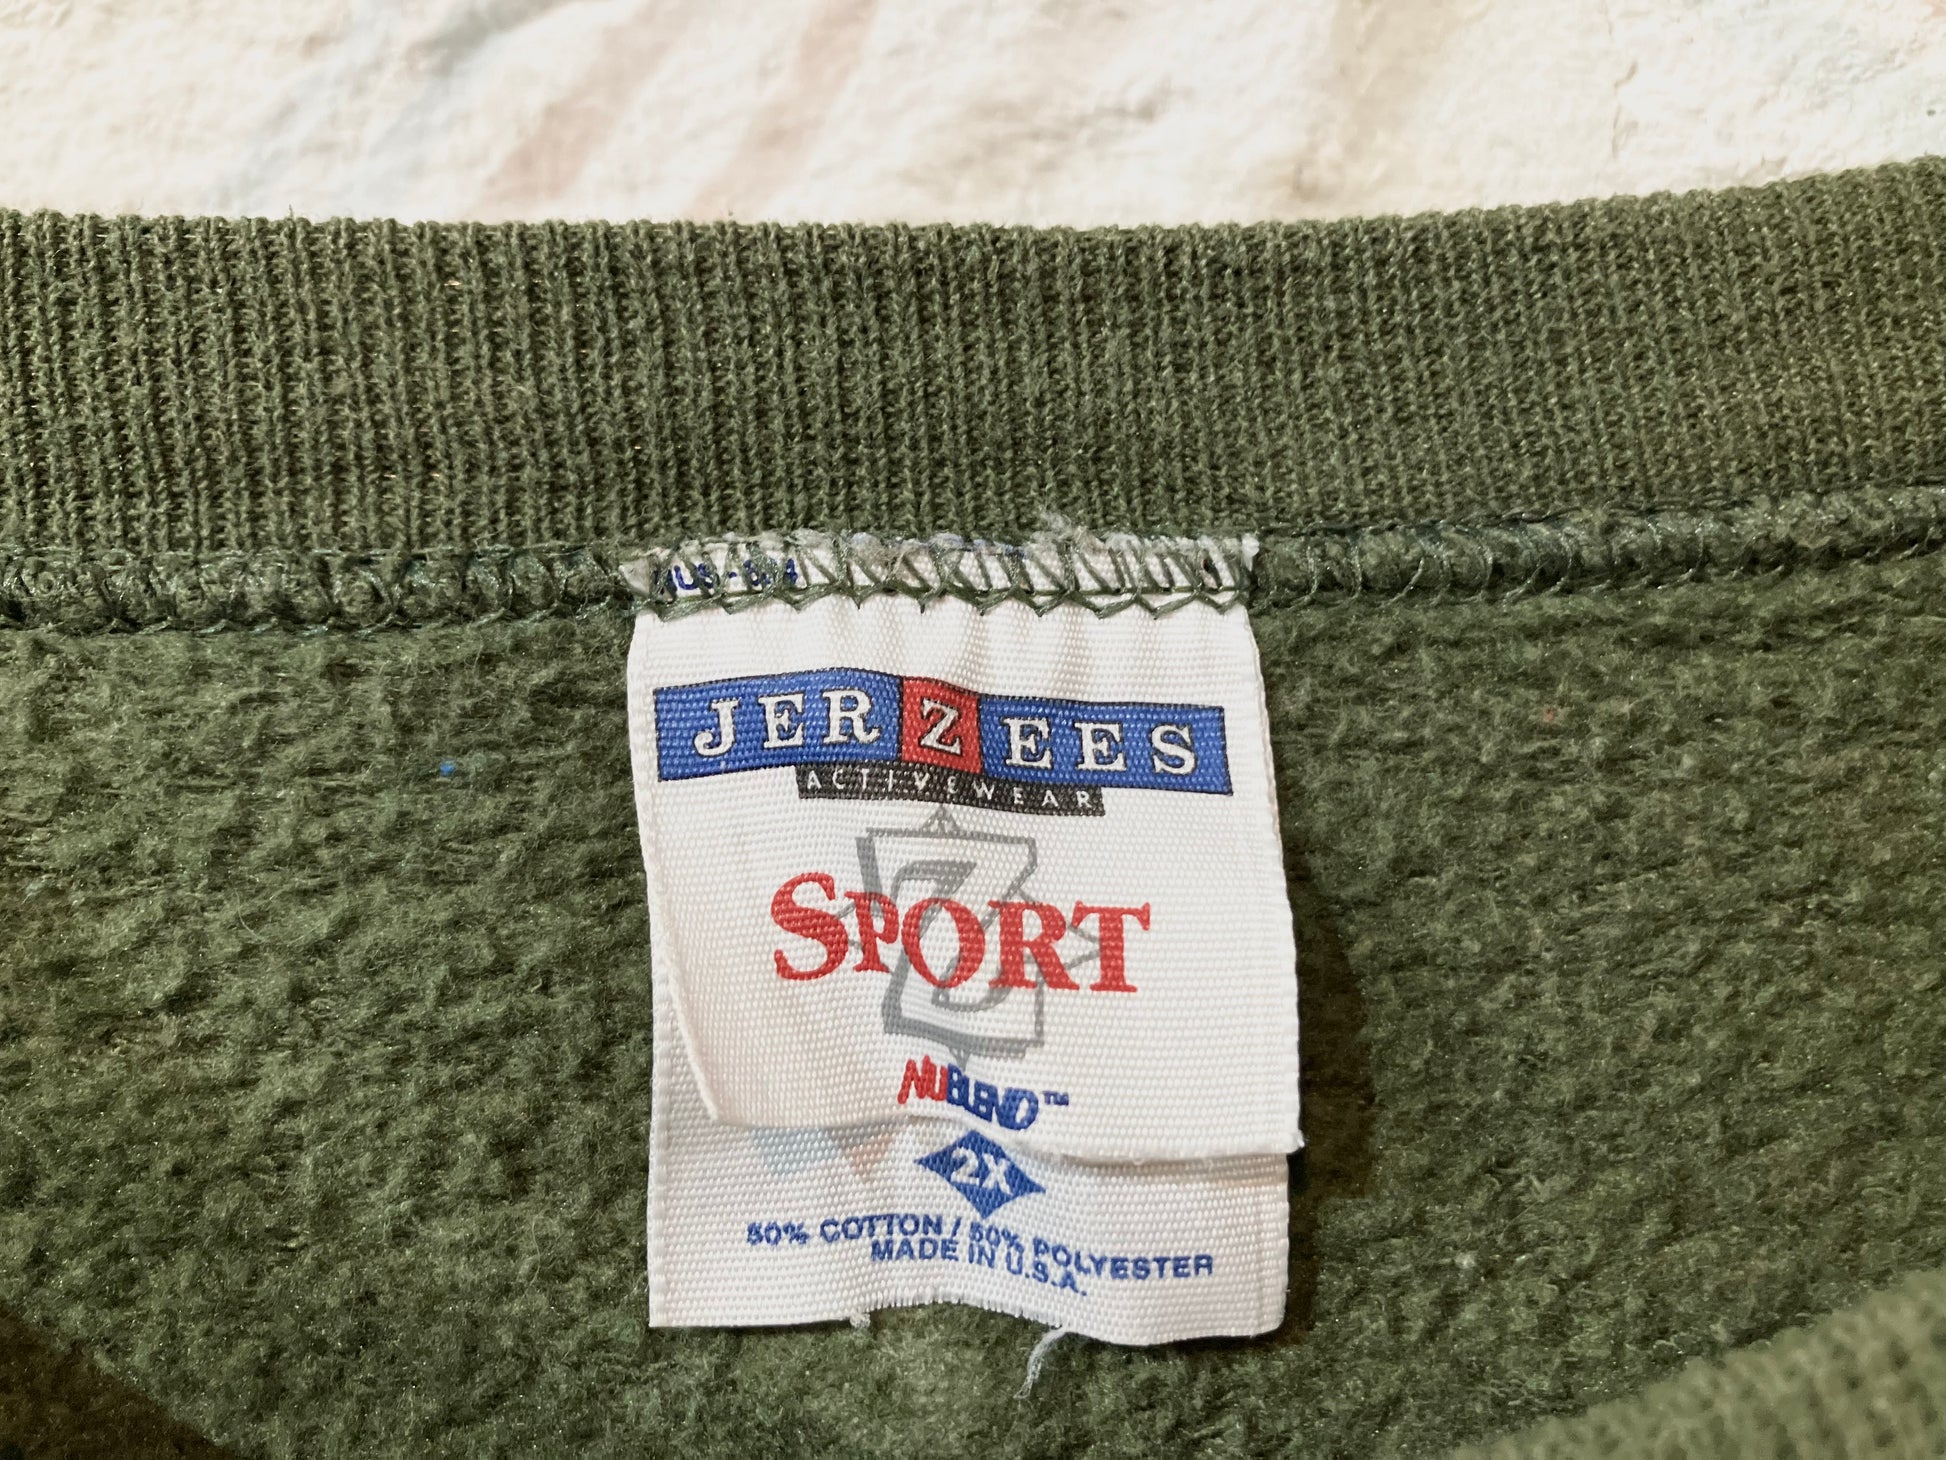 JERZEES
ACTIVEWEAR
Z
SPORT
NUBLEND™
2X
50% COTTON / 50% POLYESTER
MADE IN U.S.A.